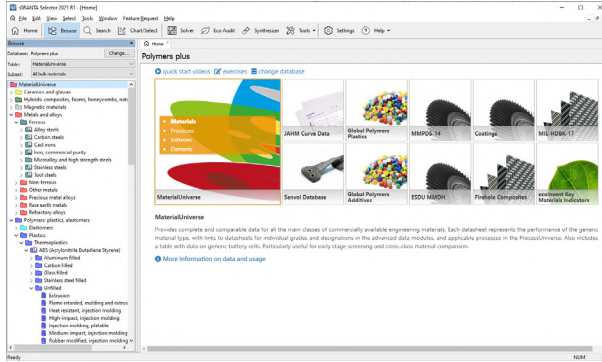 GRANTA Selector 2021 R1 - [Home]
File Edit View Select Tools Window Feature Request Help
Home Browse Search Chart/Select Solver Eco Audit Synthesizer Tools Settings Help
Browse
Home
Database: Polymers plus Change...
Polymers plus
Table: MaterialUniverse
Subset: All bulk materials
quick start videos exercises change database
MaterialUniverse
Ceramics and glasses
Hybrids: composites, foams, honeycombs, natu
Magnetic materials
Metals and alloys
Ferrous
Alloy steels
Carbon steels
Cast irons
Iron, commercial purity
Microalloy and high strength steels
Stainless steels
Tool steels
Non-ferrous
Other metals
Precious metal alloys
Rare earth metals
Refractory alloys
Polymers: plastics, elastomers
Elastomers
Plastics
Thermoplastics
ABS (Acrylonitrile Butadiene Styrene)
Aluminum filled
Carbon filled
Glass filled
Stainless steel filled
Unfilled
Extrusion
Flame retarded, molding and extrus
Heat resistant, injection molding
High-impact, injection molding
Injection molding, platable
Medium-impact, injection molding
Rubber modified, injection molding
Materials
Processes
Batteries
Elements
MaterialUniverse
JAHM Curve Data
Global Polymers
Plastics
MMPDS-14
Coatings
MIL-HDBK-17
Senvol Database
Global Polymers
Additives
ESDU MMDH
Firehole Composites
ecoinvent Key
Materials Indicators
MaterialUniverse
Provides complete and comparable data for all the main classes of commercially available engineering materials. Each datasheet represents the performance of the generic
material type, with links to datasheets for individual grades and designations in the advanced data modules, and applicable processes in the ProcessUniverse. Also includes
a table with data on generic battery cells. Particularly useful for early stage screening and cross-class material comparison.
More information on data and usage
Ready
NUM